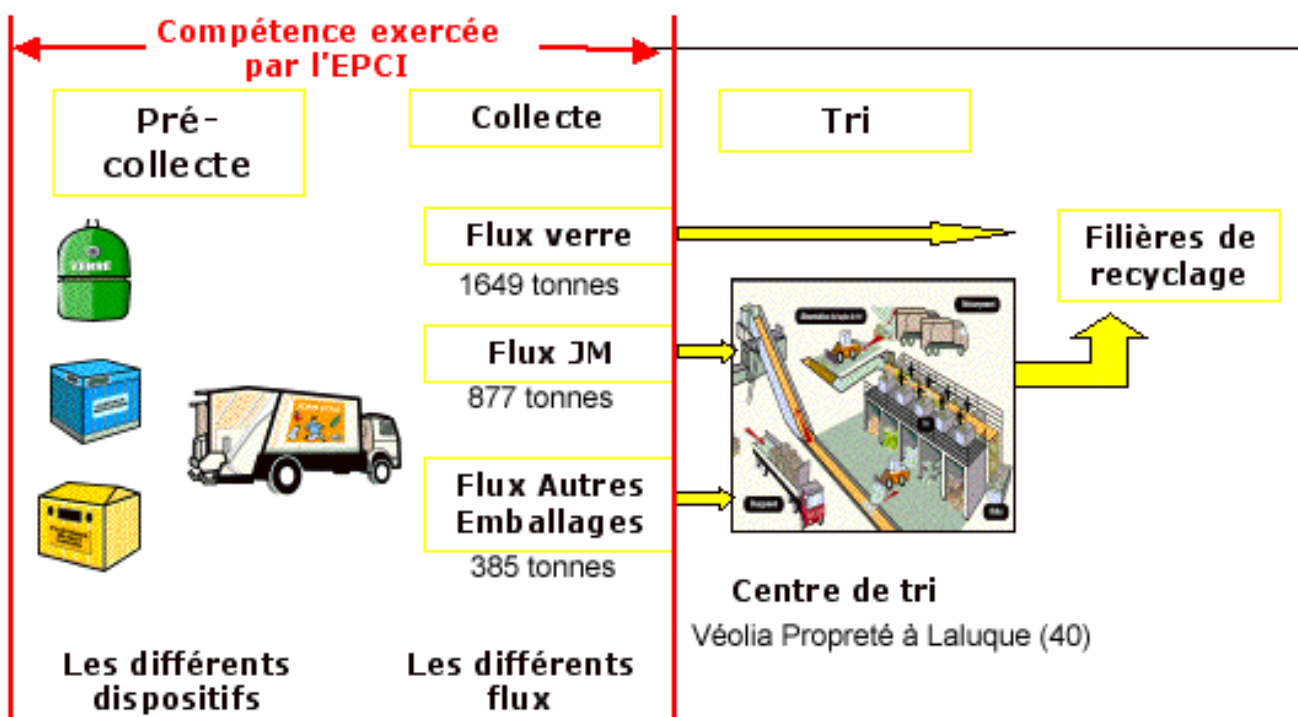 Compétence exercée
par l'EPCI
Pré-
collecte
Collecte
Tri
Flux verre
1649 tonnes
Filières de
recyclage
VERRE
Flux JM
877 tonnes
Flux Autres
Emballages
385 tonnes
Centre de tri
Véolia Propreté à Laluque (40)
Les différents
dispositifs
Les différents
flux